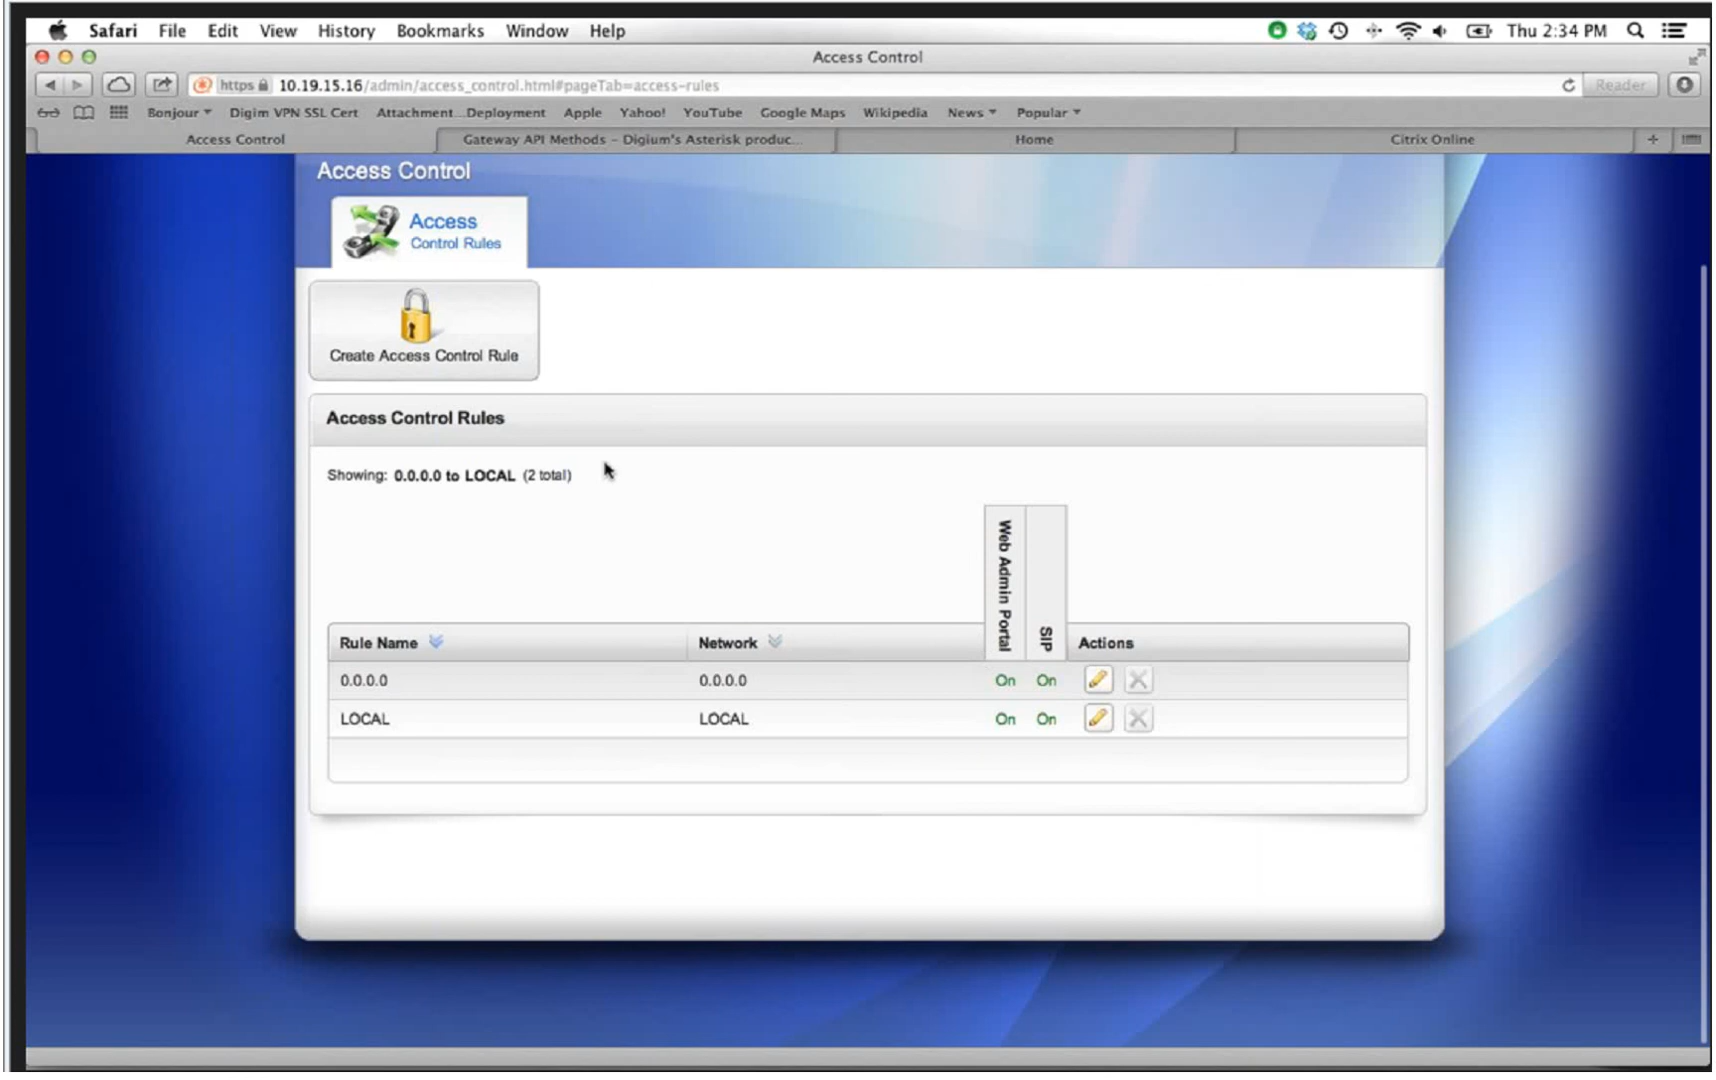 Safari File Edit View History Bookmarks Window Help Thu 2:34 PM
Access Control
https 10.19.15.16/admin/access_control.html#pageTab=access-rules Reader
Bonjour Digim VPN SSL Cert Attachment...Deployment Apple Yahoo! YouTube Google Maps Wikipedia News Popular
Access Control Gateway API Methods – Digium's Asterisk produc... Home Citrix Online +
Access Control
Access
Control Rules
Create Access Control Rule
Access Control Rules
Showing: 0.0.0.0 to LOCAL (2 total)
Rule Name Network Web Admin Portal SIP Actions
0.0.0.0 0.0.0.0 On On
LOCAL LOCAL On On